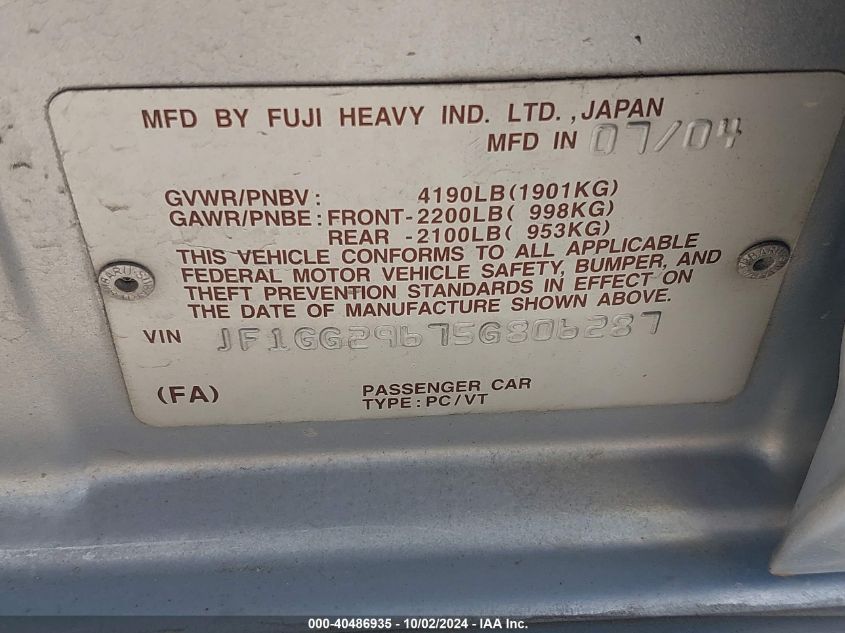 MFD BY FUJI HEAVY IND. LTD., JAPAN
MFD IN 07/04
GVWR/PNBV: 4190LB(1901KG)
GAWR/PNBE: FRONT-2200LB( 998KG)
REAR -2100LB( 953KG)
THIS VEHICLE CONFORMS TO ALL APPLICABLE
FEDERAL MOTOR VEHICLE SAFETY, BUMPER, AND
THEFT PREVENTION STANDARDS IN EFFECT ON
THE DATE OF MANUFACTURE SHOWN ABOVE.
VIN JF1GG29675G806287
(FA) PASSENGER CAR
TYPE: PC/VT
000-40486935 - 10/02/2024 - IAA Inc.